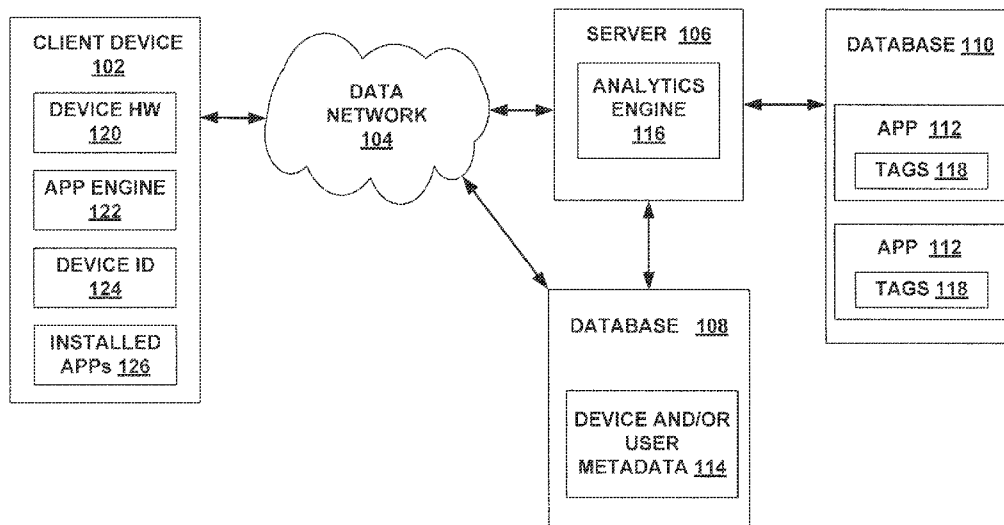 CLIENT DEVICE
102
DEVICE HW
120
APP ENGINE
122
DEVICE ID
124
INSTALLED
APPs 126
DATA
NETWORK
104
SERVER 106
ANALYTICS
ENGINE
116
DATABASE 110
APP 112
TAGS 118
APP 112
TAGS 118
DATABASE 108
DEVICE AND/OR
USER
METADATA 114